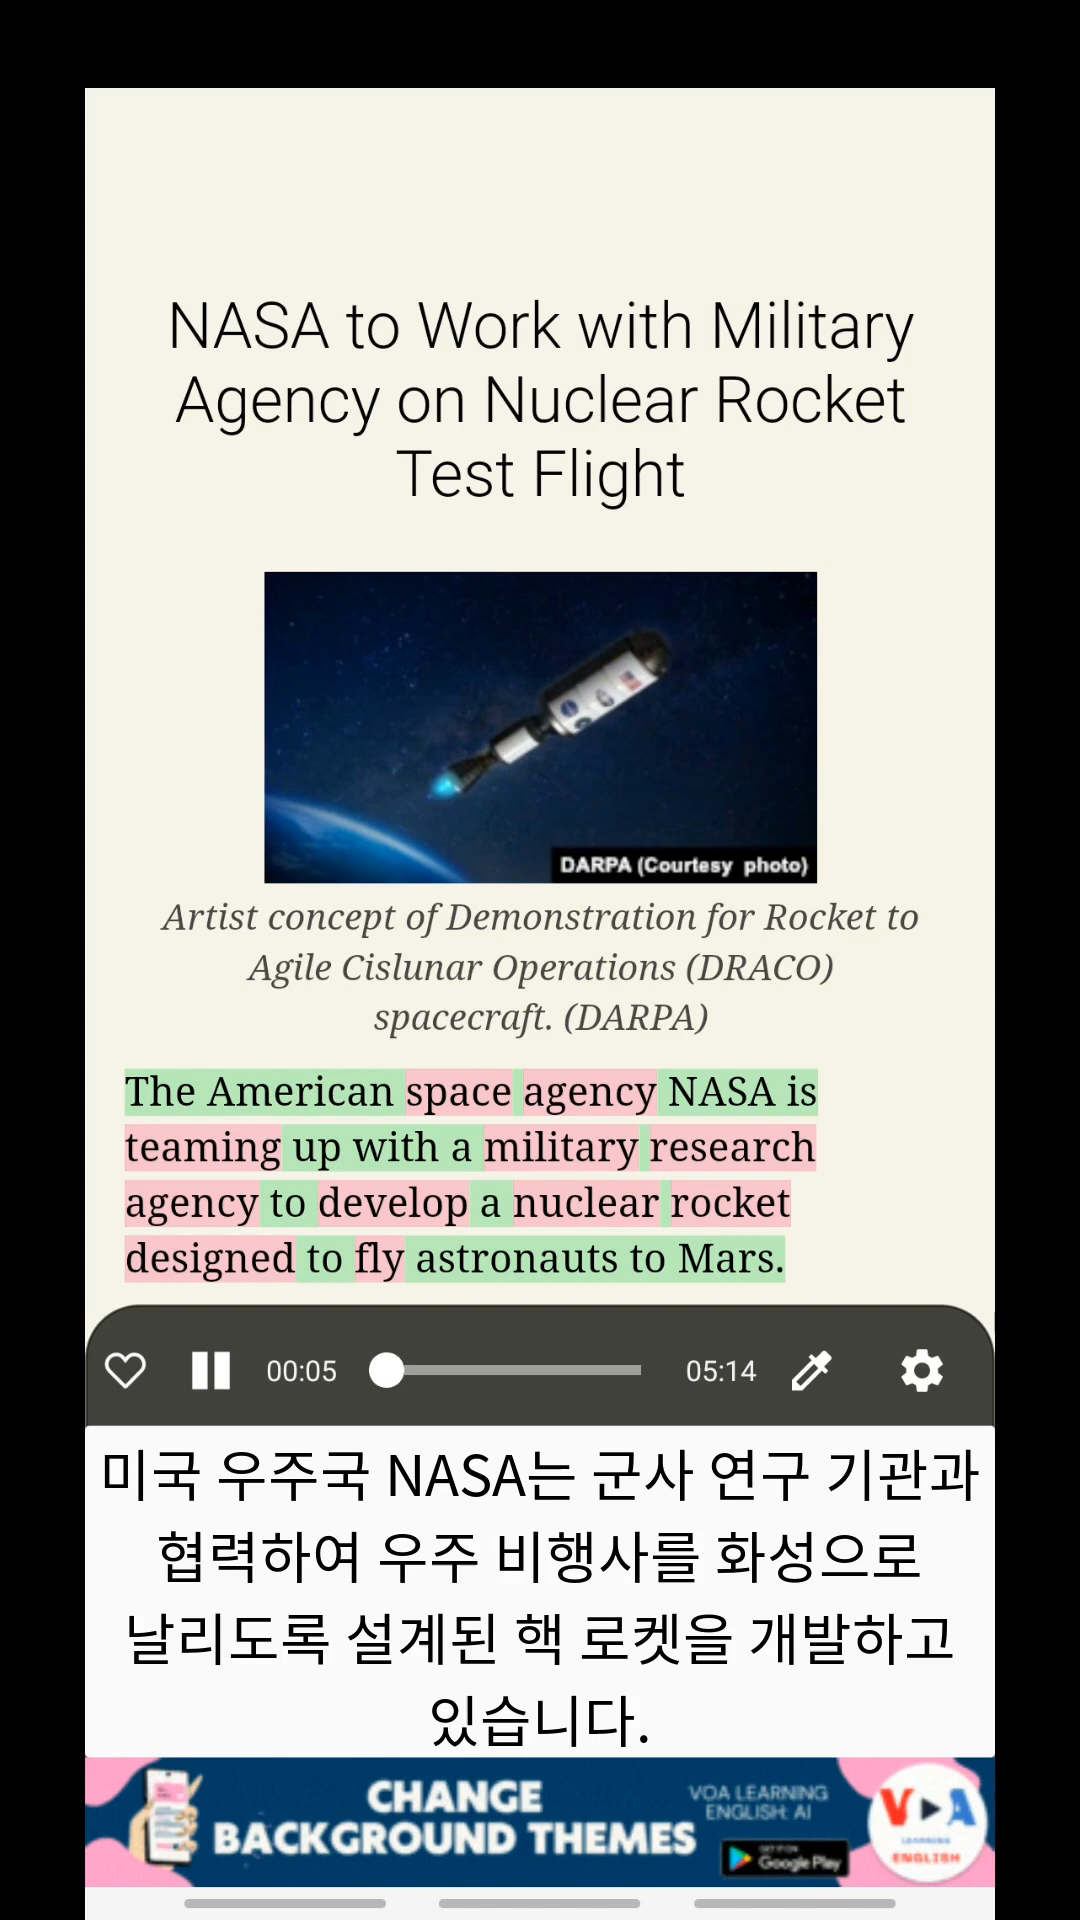 NASA to Work with Military
Agency on Nuclear Rocket
Test Flight
DARPA (Courtesy photo)
Artist concept of Demonstration for Rocket to
Agile Cislunar Operations (DRACO)
spacecraft. (DARPA)
The American space agency NASA is
teaming up with a military research
agency to develop a nuclear rocket
designed to fly astronauts to Mars.
00:05
05:14
미국 우주국 NASA는 군사 연구 기관과
협력하여 우주 비행사를 화성으로
날리도록 설계된 핵 로켓을 개발하고
있습니다.
CHANGE
BACKGROUND THEMES
VOA LEARNING
ENGLISH: AI
GET IT ON
Google Play
VOA
LEARNING
ENGLISH